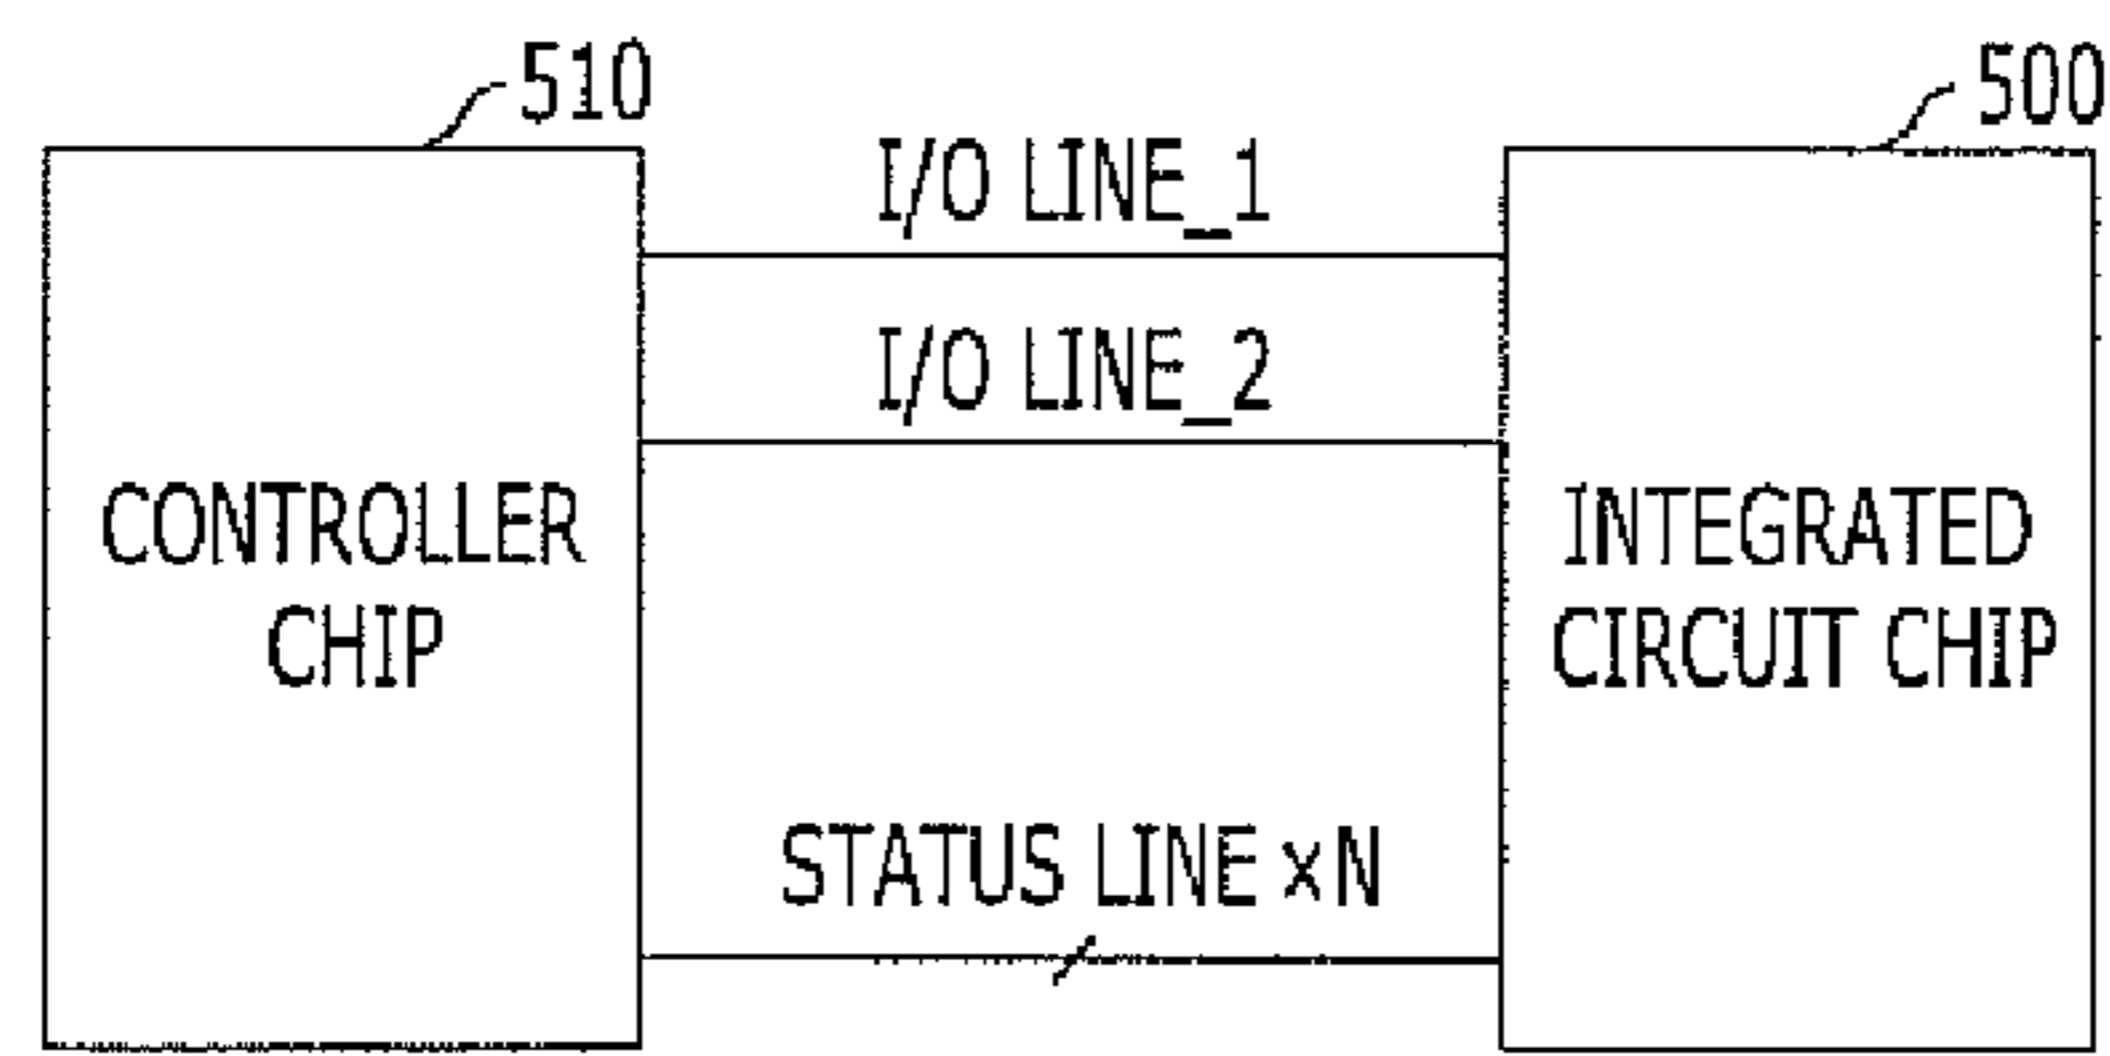 510
500
I/O LINE_1
I/O LINE_2
CONTROLLER
CHIP
INTEGRATED
CIRCUIT CHIP
STATUS LINE ×N